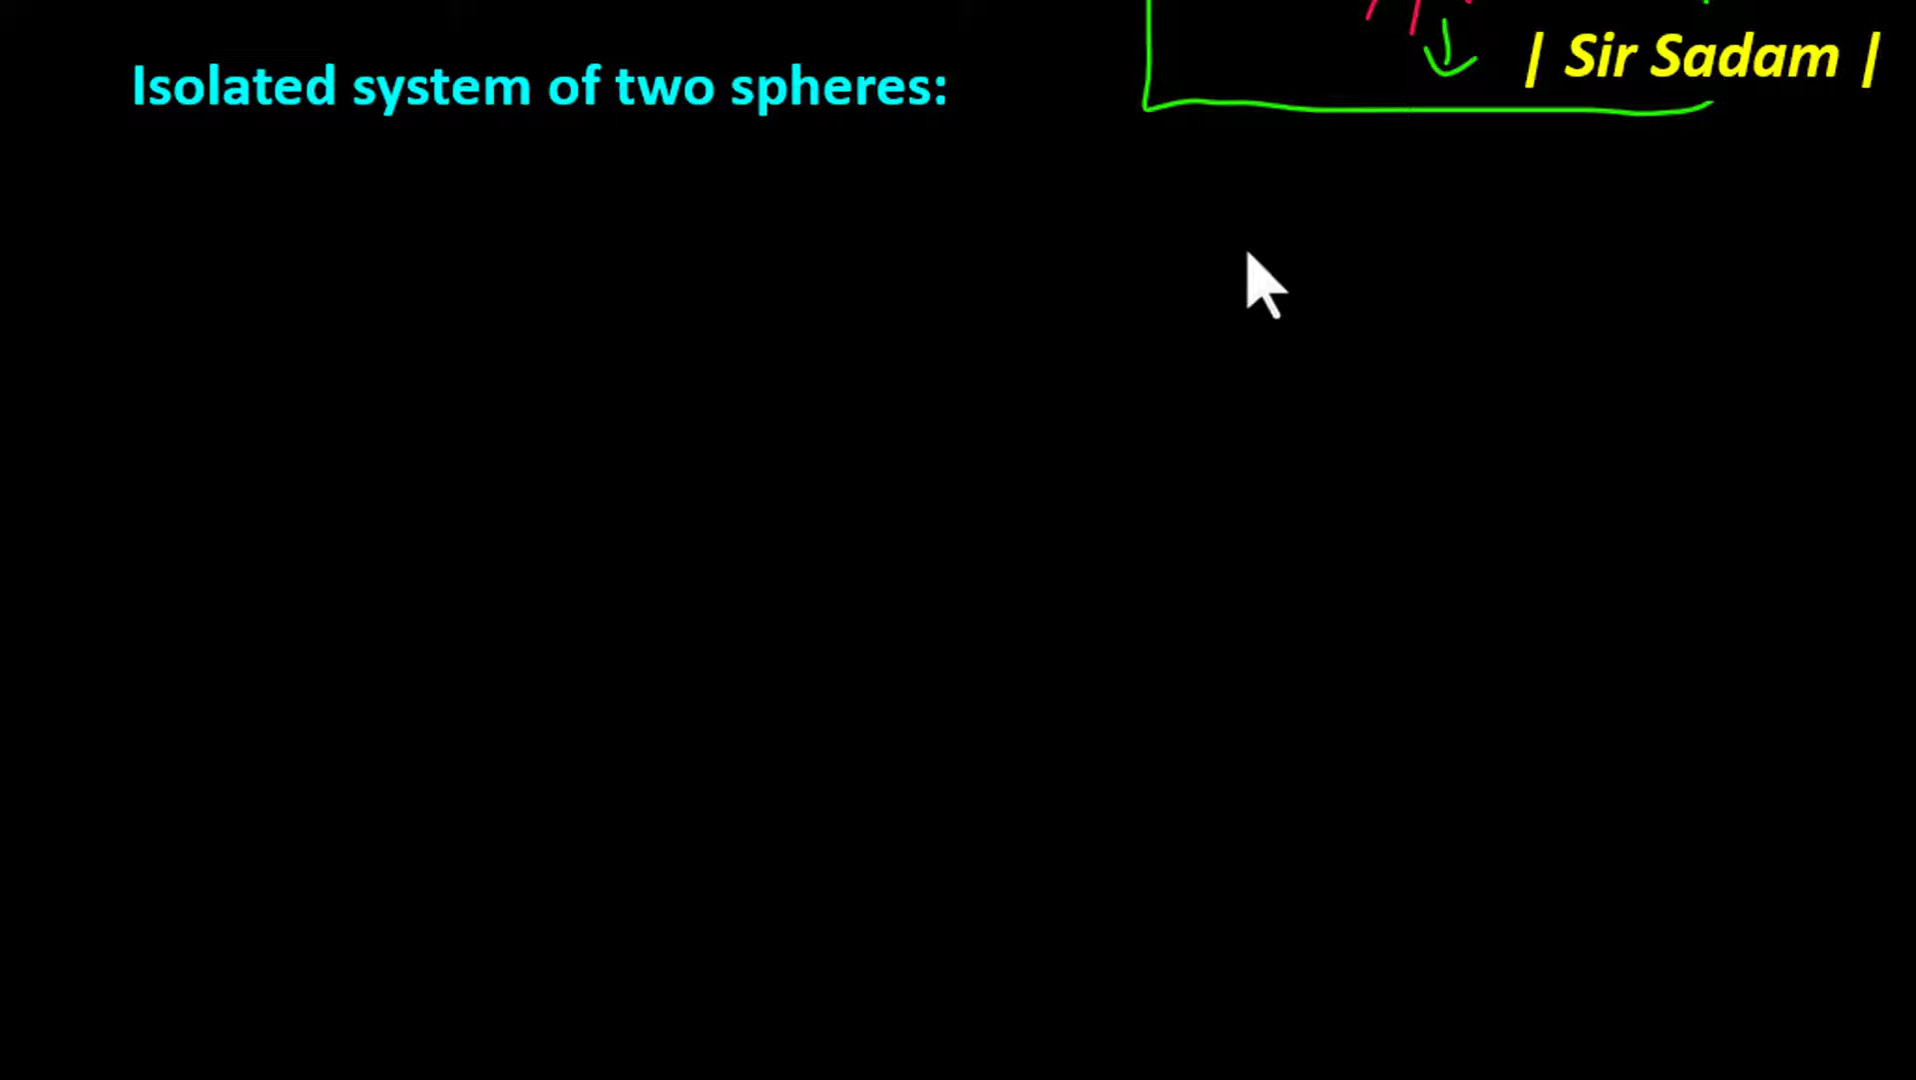 | Sir Sadam |
Isolated system of two spheres: